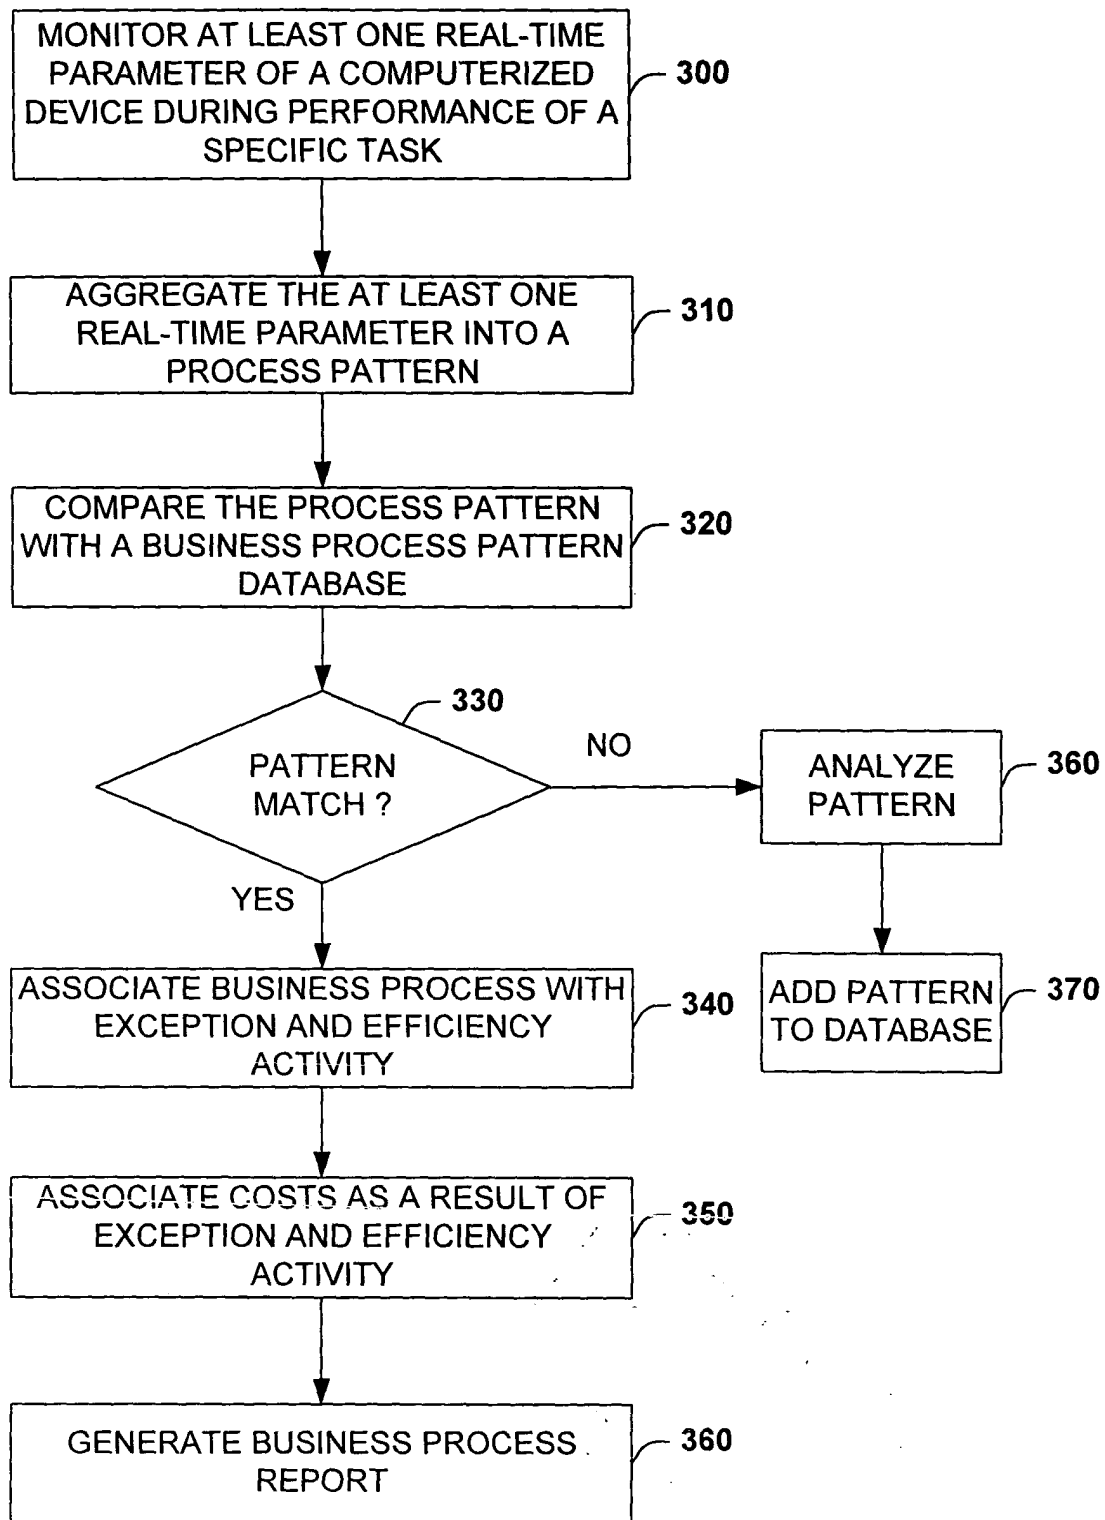 MONITOR AT LEAST ONE REAL-TIME
PARAMETER OF A COMPUTERIZED
DEVICE DURING PERFORMANCE OF A
SPECIFIC TASK
300
AGGREGATE THE AT LEAST ONE
REAL-TIME PARAMETER INTO A
PROCESS PATTERN
310
COMPARE THE PROCESS PATTERN
WITH A BUSINESS PROCESS PATTERN
DATABASE
320
330
PATTERN
MATCH ?
NO
ANALYZE
PATTERN
360
YES
ASSOCIATE BUSINESS PROCESS WITH
EXCEPTION AND EFFICIENCY
ACTIVITY
340
ADD PATTERN
TO DATABASE
370
ASSOCIATE COSTS AS A RESULT OF
EXCEPTION AND EFFICIENCY
ACTIVITY
350
GENERATE BUSINESS PROCESS
REPORT
360